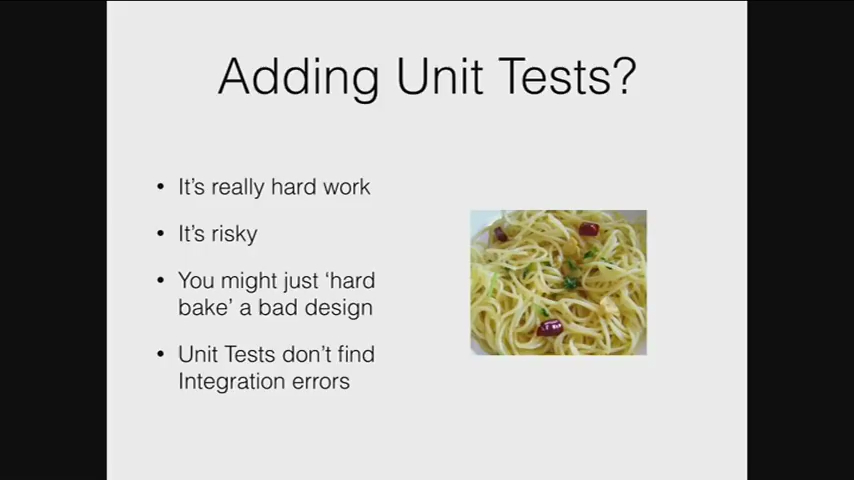 Adding Unit Tests?
• It's really hard work
• It's risky
• You might just ‘hard
bake’ a bad design
• Unit Tests don't find
Integration errors